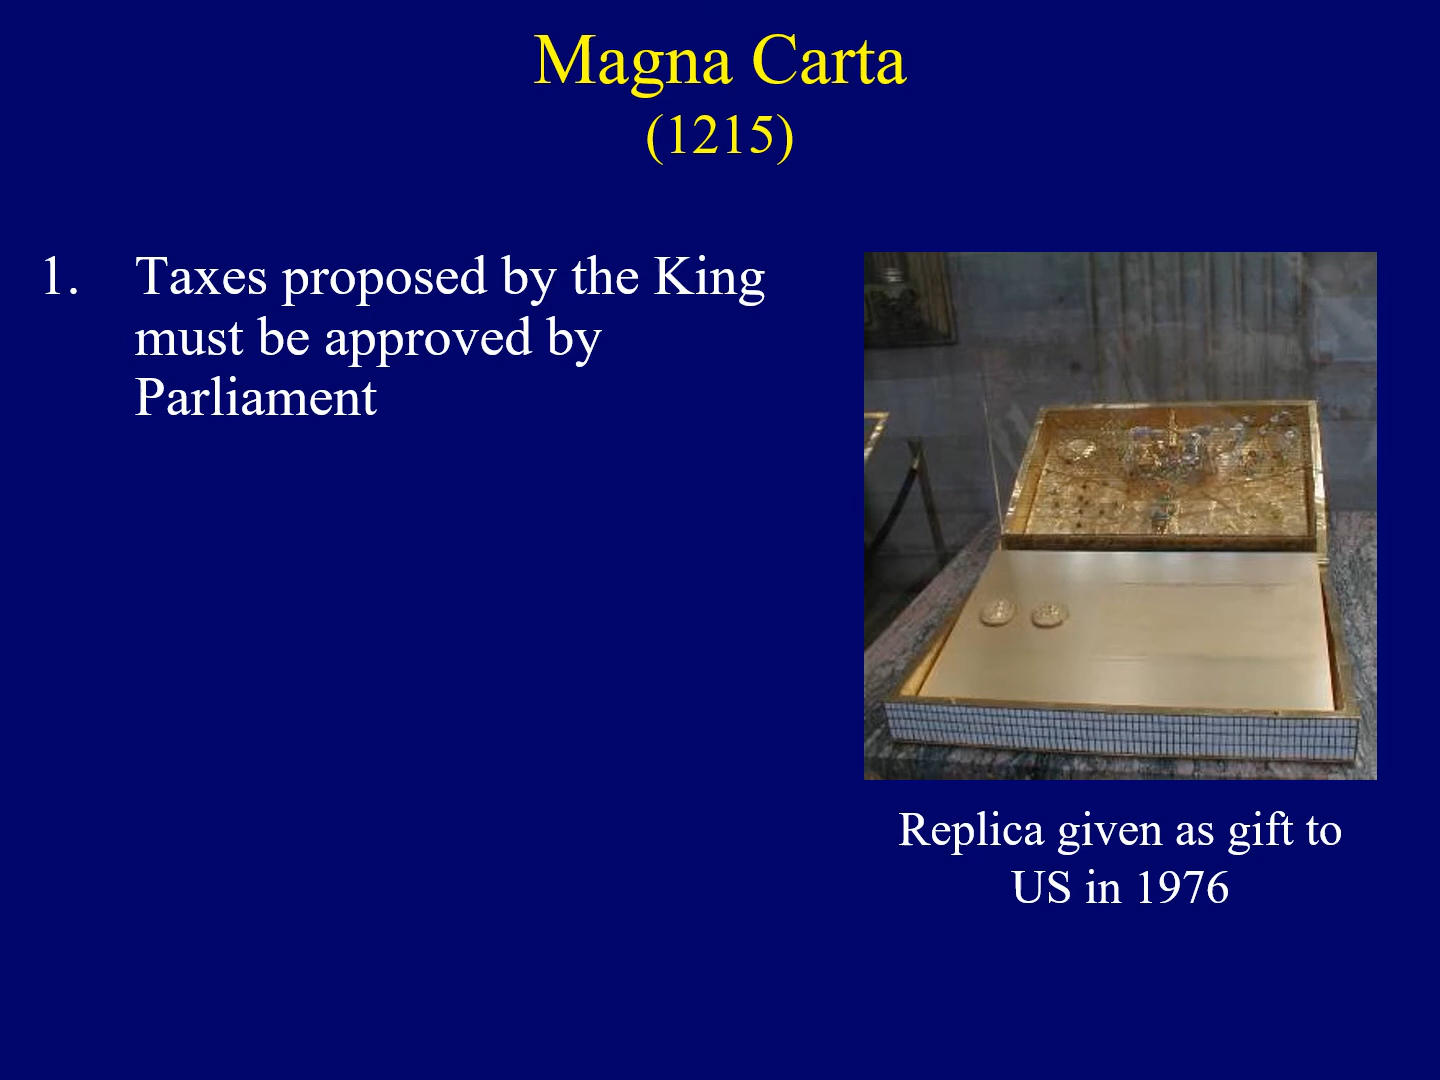 Magna Carta
(1215)
1. Taxes proposed by the King
must be approved by
Parliament
Replica given as gift to
US in 1976